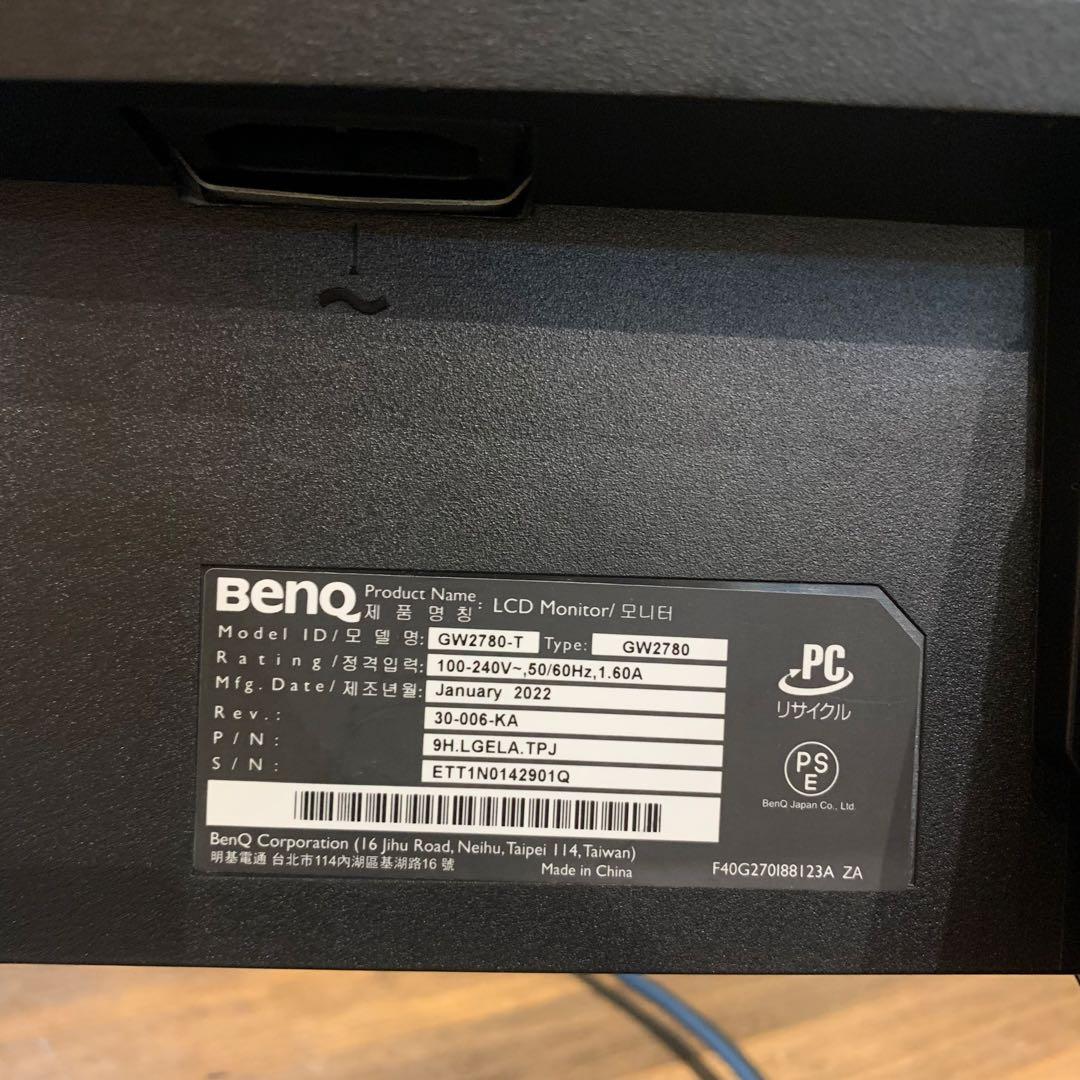 BenQ Product Name 제 품 명 칭 : LCD Monitor/ 모니터
Model ID/모 델 명: GW2780-T Type: GW2780
Rating/정격입력: 100-240V~,50/60Hz,1.60A
Mfg. Date/제조년월: January 2022
Rev.: 30-006-KA
P/N: 9H.LGELA.TPJ
S/N: ETT1N0142901Q
PC
リサイクル
PSE
BenQ Japan Co., Ltd.
BenQ Corporation (16 Jihu Road, Neihu, Taipei 114, Taiwan)
明基電通 台北市114內湖區基湖路16 號
Made in China
F40G270I88123A ZA